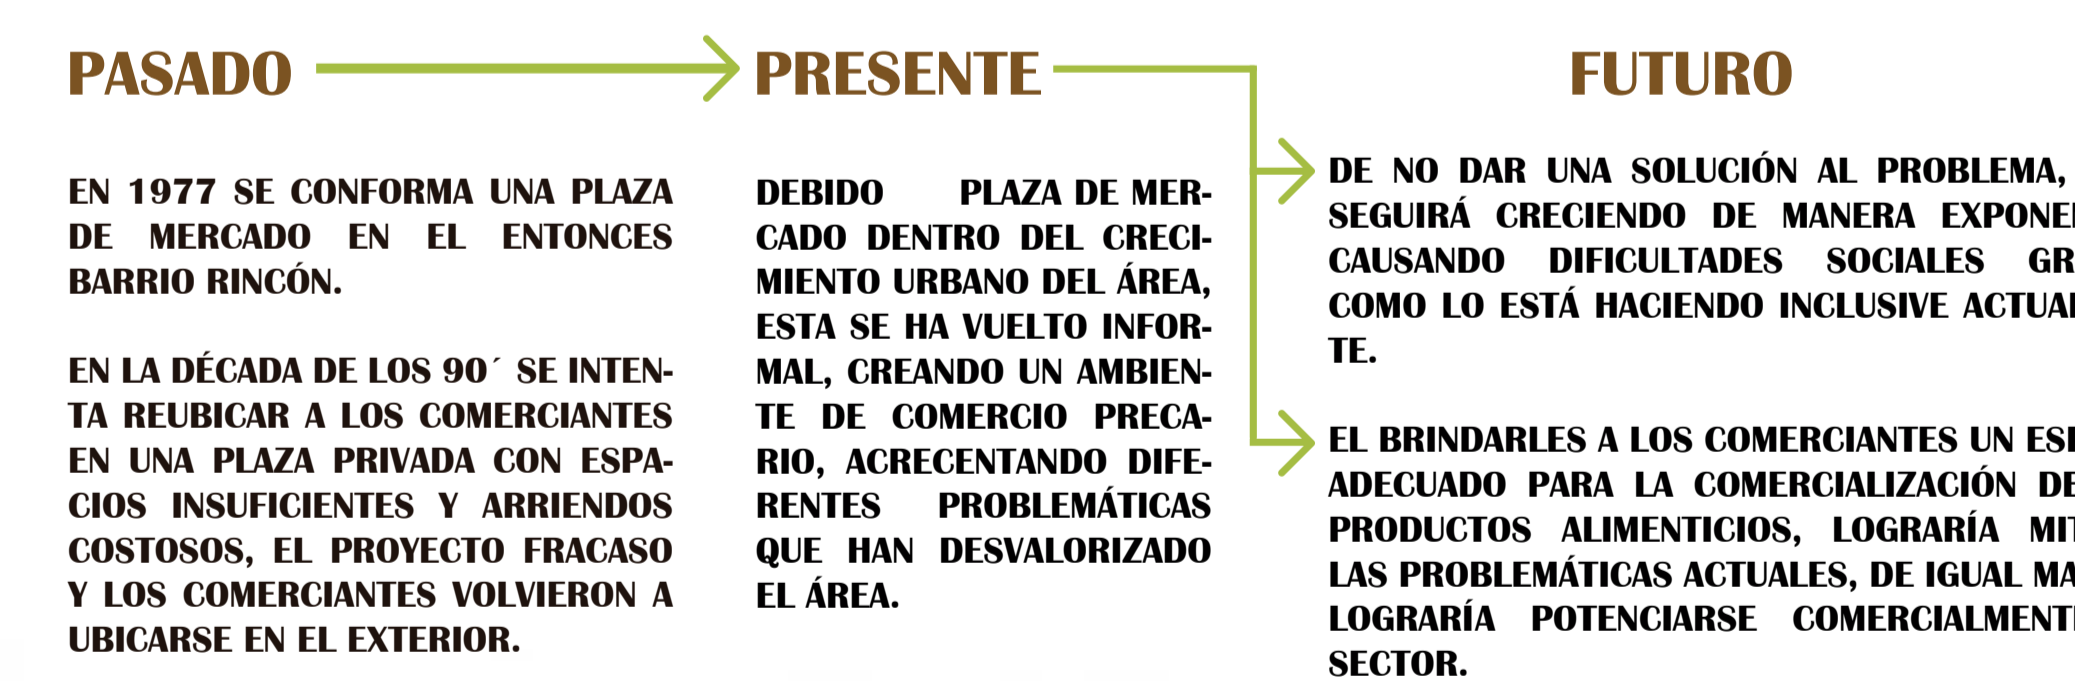 PASADO
EN 1977 SE CONFORMA UNA PLAZA
DE MERCADO EN EL ENTONCES
BARRIO RINCÓN.
EN LA DÉCADA DE LOS 90´ SE INTEN-
TA REUBICAR A LOS COMERCIANTES
EN UNA PLAZA PRIVADA CON ESPA-
CIOS INSUFICIENTES Y ARRIENDOS
COSTOSOS, EL PROYECTO FRACASO
Y LOS COMERCIANTES VOLVIERON A
UBICARSE EN EL EXTERIOR.
PRESENTE
DEBIDO PLAZA DE MER-
CADO DENTRO DEL CRECI-
MIENTO URBANO DEL ÁREA,
ESTA SE HA VUELTO INFOR-
MAL, CREANDO UN AMBIEN-
TE DE COMERCIO PRECA-
RIO, ACRECENTANDO DIFE-
RENTES PROBLEMÁTICAS
QUE HAN DESVALORIZADO
EL ÁREA.
FUTURO
DE NO DAR UNA SOLUCIÓN AL PROBLEMA,
SEGUIRÁ CRECIENDO DE MANERA
CAUSANDO DIFICULTADES SOCIALES
COMO LO ESTÁ HACIENDO INCLUSIVE
TE.
EL BRINDARLES A LOS COMERCIANTES UN
ADECUADO PARA LA COMERCIALIZACIÓN
PRODUCTOS ALIMENTICIOS, LOGRARÍA
LAS PROBLEMÁTICAS ACTUALES, DE IGUAL
LOGRARÍA POTENCIARSE
SECTOR.